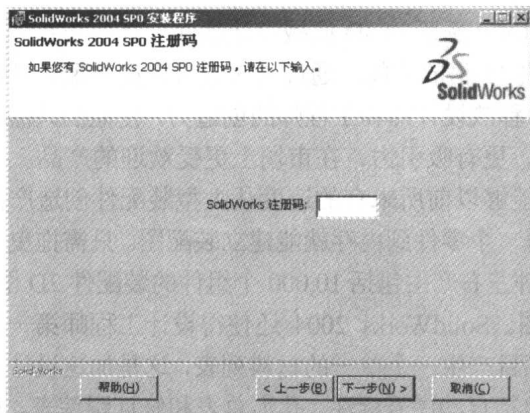 SolidWorks 2004 SP0 安装程序
SolidWorks 2004 SP0 注册码
如果您有 SolidWorks 2004 SP0 注册码，请在以下输入。
SolidWorks
SolidWorks 注册码:
SolidWorks
帮助(H)
< 上一步(B)
下一步(N) >
取消(C)